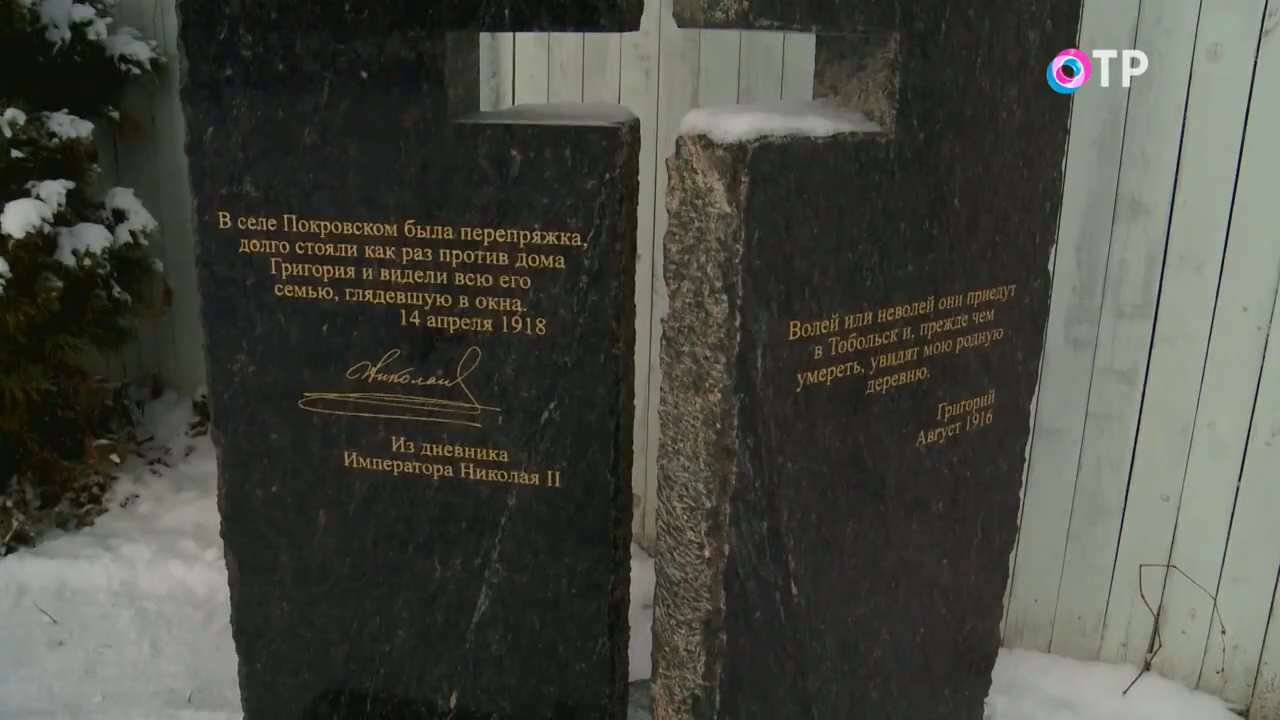 ОТР
В селе Покровском была перепряжка,
долго стояли как раз против дома
Григория и видели всю его
семью, глядевшую в окна.
14 апреля 1918
Николай
Из дневника
Императора Николая II
Волей или неволей они приедут
в Тобольск и, прежде чем
умереть, увидят мою родную
деревню.
Григорий
Август 1916